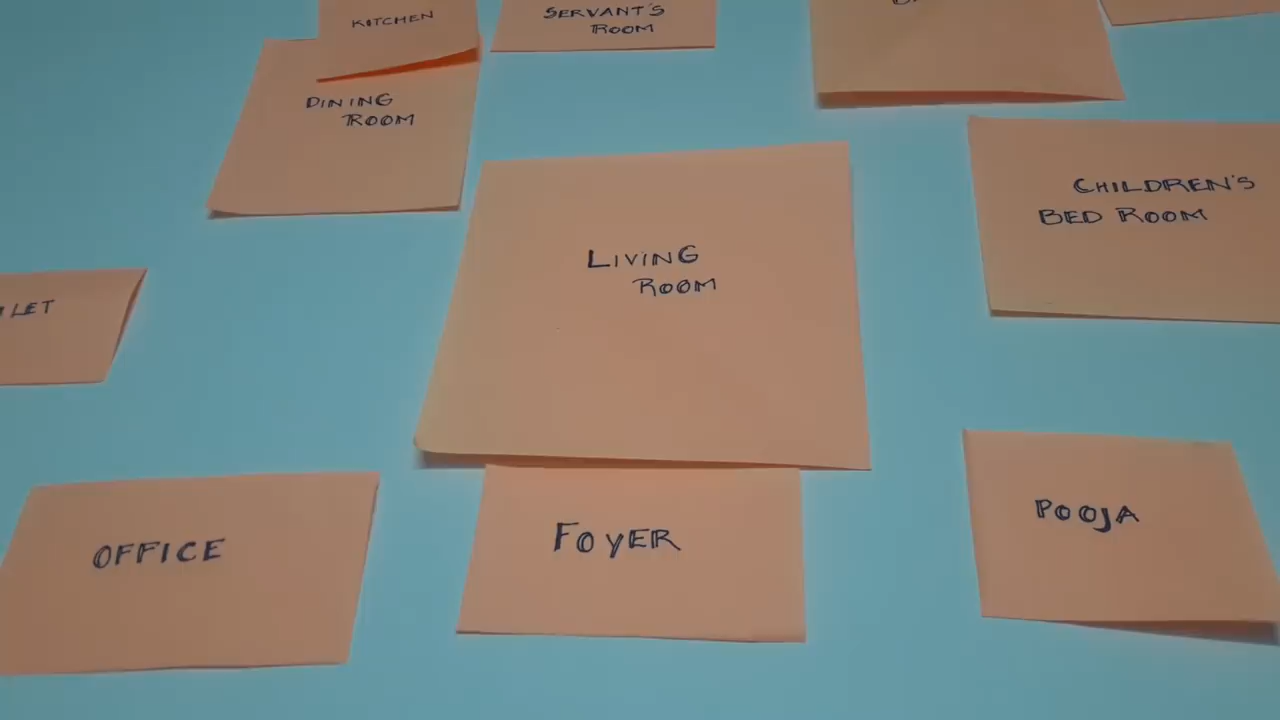 KITCHEN
SERVANT'S
ROOM
DINING
ROOM
CHILDREN'S
BED ROOM
LIVING
ROOM
OFFICE
FOYER
POOJA